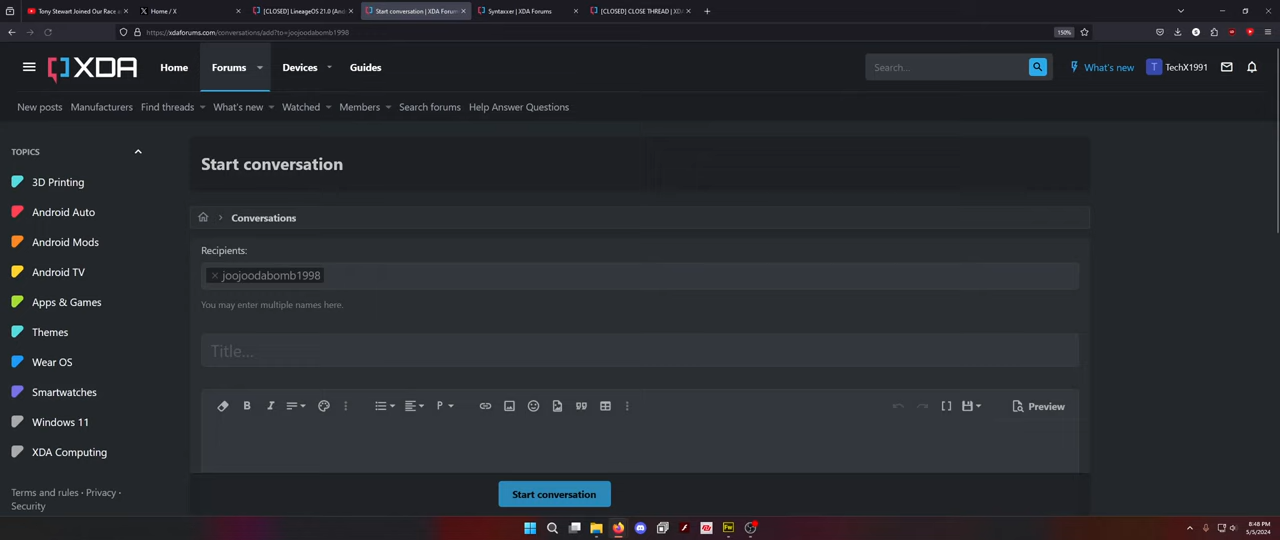 Tony Stewart Joined Our Race a
Home / X
[CLOSED] LineageOS 21.0 (An
Start conversation | XDA Forum
Syntaxxer | XDA Forums
[CLOSED] CLOSE THREAD | XD
https://xdaforums.com/conversations/add?to=joojoodabomb1998
150%
XDA
Home
Forums
Devices
Guides
Search...
What's new
T
TechX1991
New posts
Manufacturers
Find threads
What's new
Watched
Members
Search forums
Help Answer Questions
TOPICS
3D Printing
Android Auto
Android Mods
Android TV
Apps & Games
Themes
Wear OS
Smartwatches
Windows 11
XDA Computing
Terms and rules · Privacy ·
Security
Start conversation
Conversations
Recipients:
× joojoodabomb1998
You may enter multiple names here.
Title...
B I P
Preview
Start conversation
Fw
8:48 PM
5/5/2024